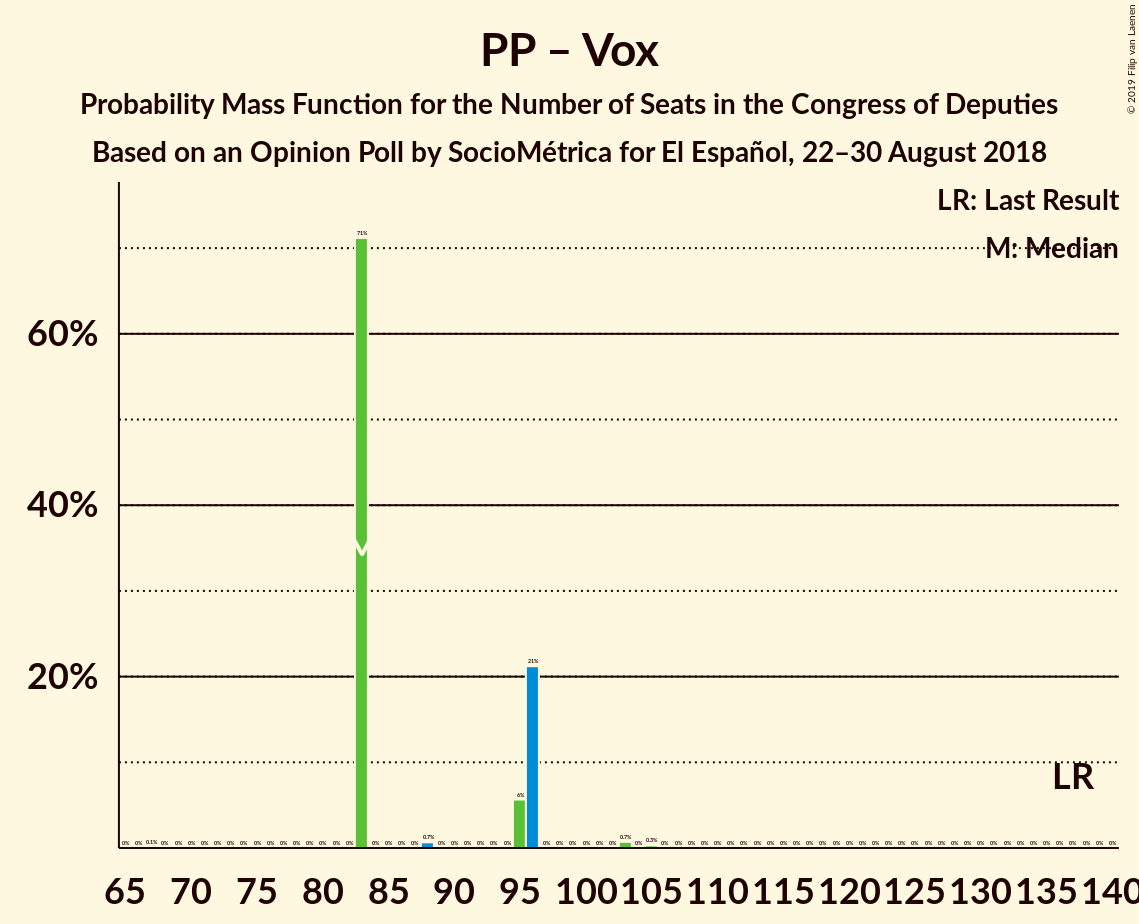 PP – Vox
Probability Mass Function for the Number of Seats in the Congress of Deputies
Based on an Opinion Poll by SocioMétrica for El Español, 22–30 August 2018
© 2019 Filip van Laenen
LR: Last Result
M: Median
60%
40%
20%
71%
21%
6%
0.7%
0.7%
0.3%
0.1%
M
LR
65 70 75 80 85 90 95 100 105 110 115 120 125 130 135 140